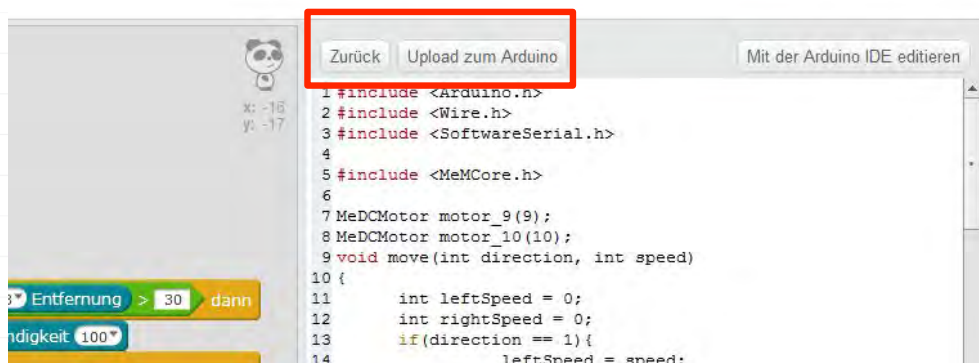 Zurück Upload zum Arduino Mit der Arduino IDE editieren
x: -16
y: -17
1 #include <Arduino.h>
2 #include <Wire.h>
3 #include <SoftwareSerial.h>
4
5 #include <MeMCore.h>
6
7 MeDCMotor motor_9(9);
8 MeDCMotor motor_10(10);
9 void move(int direction, int speed)
10 {
11 int leftSpeed = 0;
12 int rightSpeed = 0;
13 if(direction == 1){
14 leftSpeed = speed;
Entfernung > 30 dann
ndigkeit 100